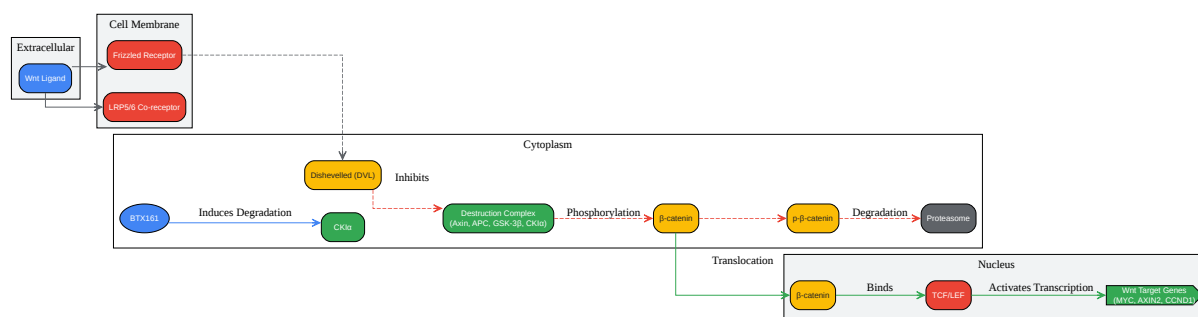 Cell Membrane
Extracellular
Frizzled Receptor
Wnt Ligand
LRP5/6 Co-receptor
Cytoplasm
Dishevelled (DVL)
Inhibits
BTX161
Induces Degradation
CKIα
Destruction Complex
(Axin, APC, GSK-3β, CKIα)
Phosphorylation
β-catenin
p-β-catenin
Degradation
Proteasome
Translocation
Nucleus
β-catenin
Binds
TCF/LEF
Activates Transcription
Wnt Target Genes
(MYC, AXIN2, CCND1)